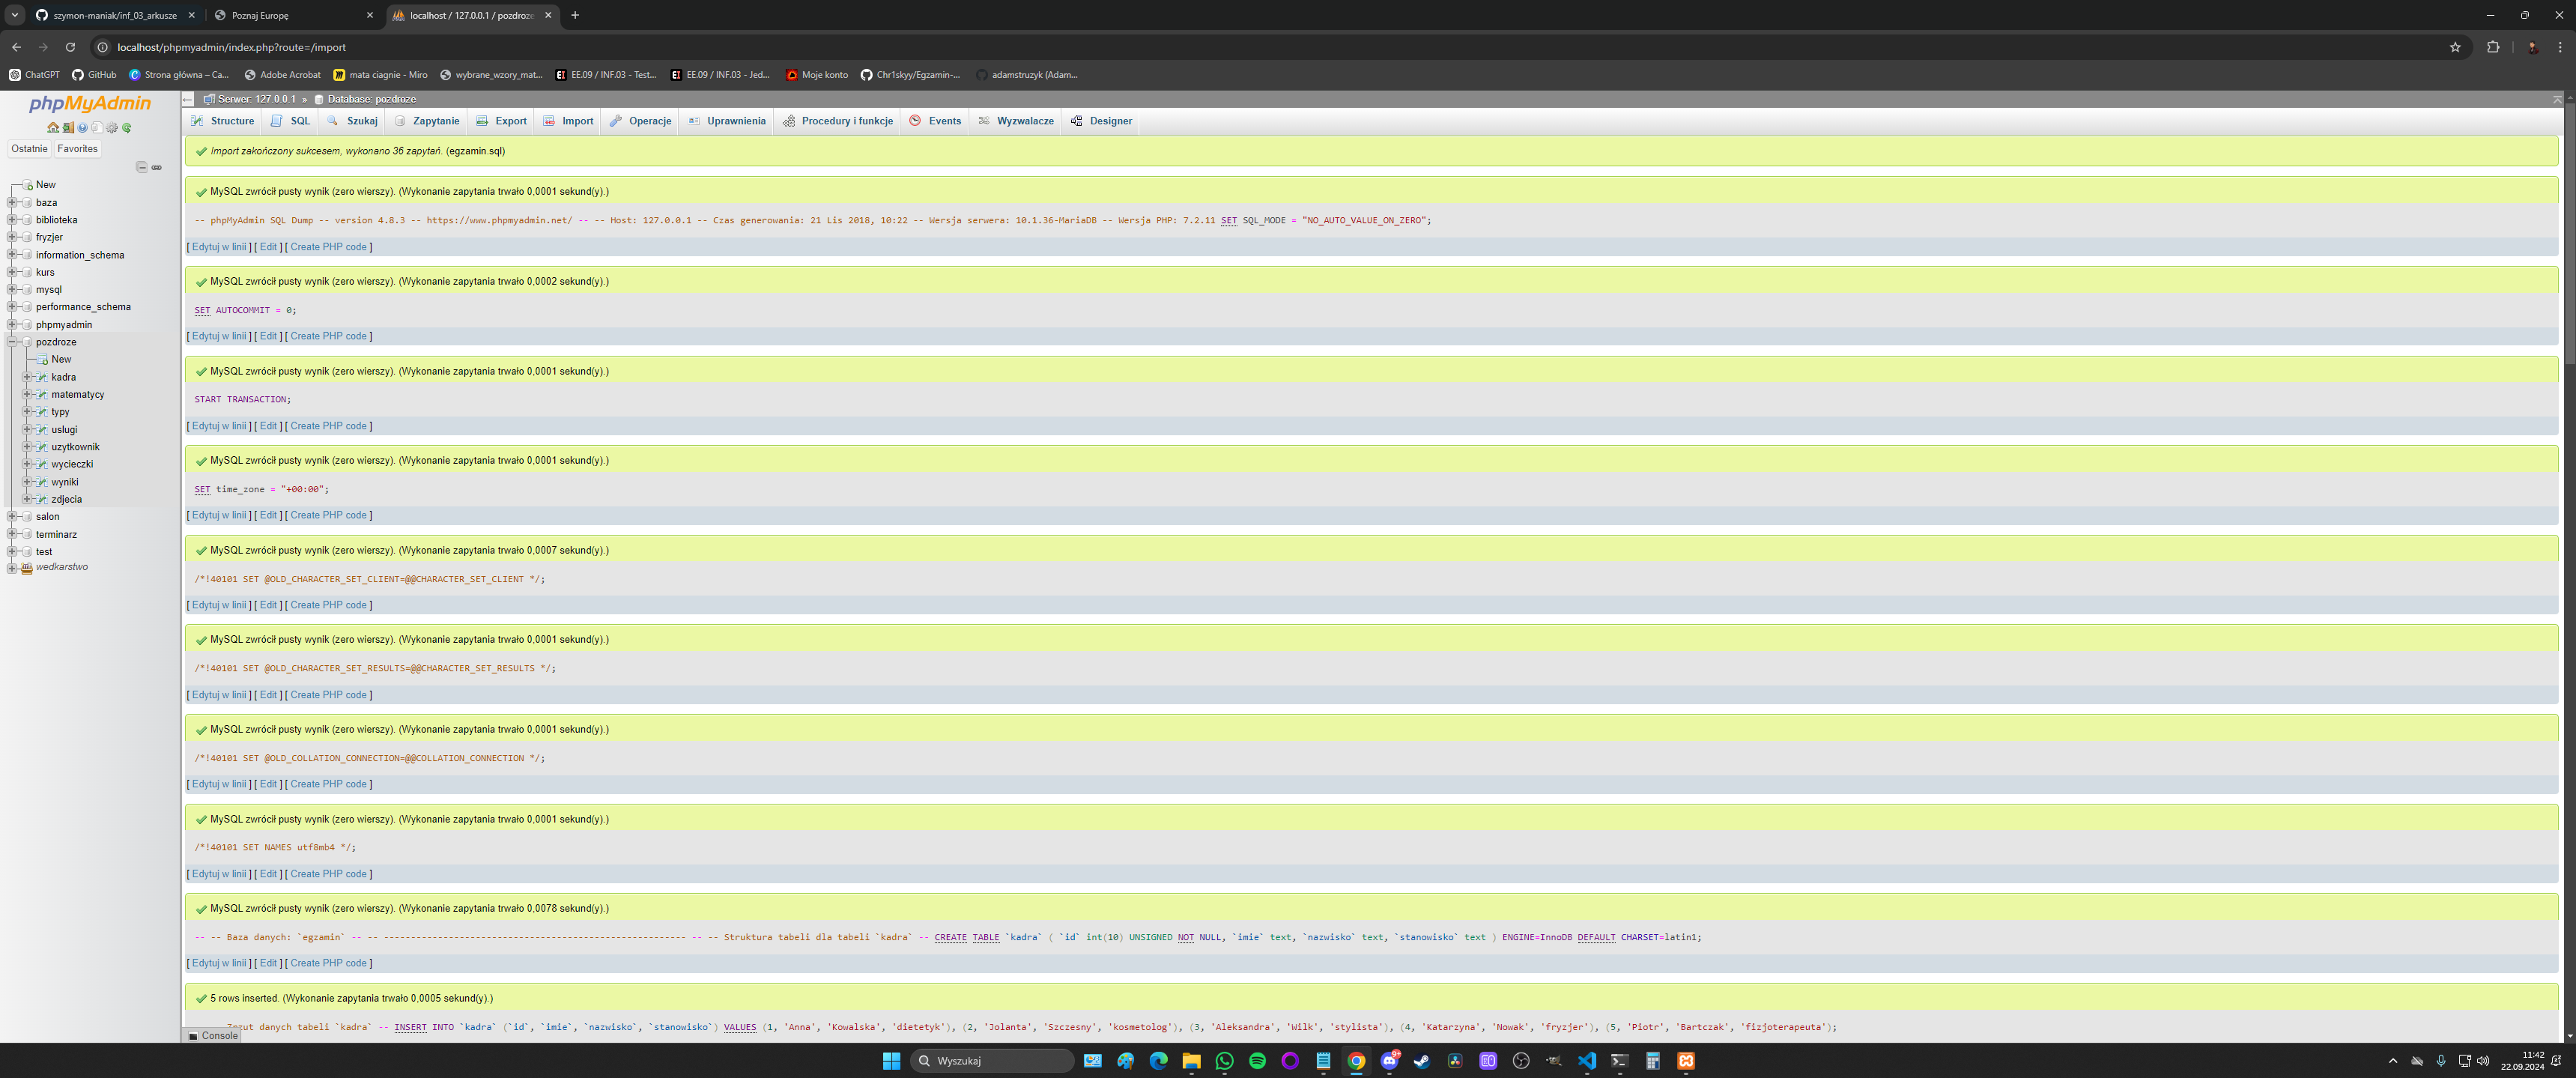 szymon-maniak/inf_03_arkusze
Poznaj Europę
localhost / 127.0.0.1 / pozdroze
localhost/phpmyadmin/index.php?route=/import
ChatGPT
GitHub
Strona główna – Ca...
Adobe Acrobat
mata ciagnie - Miro
wybrane_wzory_mat...
EE.09 / INF.03 - Test...
EE.09 / INF.03 - Jed...
Moje konto
Chr1skyy/Egzamin-...
adamstruzyk (Adam...
phpMyAdmin
Ostatnie
Favorites
New
baza
biblioteka
fryzjer
information_schema
kurs
mysql
performance_schema
phpmyadmin
pozdroze
New
kadra
matematycy
typy
uslugi
uzytkownik
wycieczki
wyniki
zdjecia
salon
terminarz
test
wedkarstwo
Serwer: 127.0.0.1 » Database: pozdroze
Structure
SQL
Szukaj
Zapytanie
Export
Import
Operacje
Uprawnienia
Procedury i funkcje
Events
Wyzwalacze
Designer
Import zakończony sukcesem, wykonano 36 zapytań. (egzamin.sql)
MySQL zwrócił pusty wynik (zero wierszy). (Wykonanie zapytania trwało 0,0001 sekund(y).)
-- phpMyAdmin SQL Dump -- version 4.8.3 -- https://www.phpmyadmin.net/ -- -- Host: 127.0.0.1 -- Czas generowania: 21 Lis 2018, 10:22 -- Wersja serwera: 10.1.36-MariaDB -- Wersja PHP: 7.2.11 SET SQL_MODE = "NO_AUTO_VALUE_ON_ZERO";
[ Edytuj w linii ] [ Edit ] [ Create PHP code ]
MySQL zwrócił pusty wynik (zero wierszy). (Wykonanie zapytania trwało 0,0002 sekund(y).)
SET AUTOCOMMIT = 0;
[ Edytuj w linii ] [ Edit ] [ Create PHP code ]
MySQL zwrócił pusty wynik (zero wierszy). (Wykonanie zapytania trwało 0,0001 sekund(y).)
START TRANSACTION;
[ Edytuj w linii ] [ Edit ] [ Create PHP code ]
MySQL zwrócił pusty wynik (zero wierszy). (Wykonanie zapytania trwało 0,0001 sekund(y).)
SET time_zone = "+00:00";
[ Edytuj w linii ] [ Edit ] [ Create PHP code ]
MySQL zwrócił pusty wynik (zero wierszy). (Wykonanie zapytania trwało 0,0007 sekund(y).)
/*!40101 SET @OLD_CHARACTER_SET_CLIENT=@@CHARACTER_SET_CLIENT */;
[ Edytuj w linii ] [ Edit ] [ Create PHP code ]
MySQL zwrócił pusty wynik (zero wierszy). (Wykonanie zapytania trwało 0,0001 sekund(y).)
/*!40101 SET @OLD_CHARACTER_SET_RESULTS=@@CHARACTER_SET_RESULTS */;
[ Edytuj w linii ] [ Edit ] [ Create PHP code ]
MySQL zwrócił pusty wynik (zero wierszy). (Wykonanie zapytania trwało 0,0001 sekund(y).)
/*!40101 SET @OLD_COLLATION_CONNECTION=@@COLLATION_CONNECTION */;
[ Edytuj w linii ] [ Edit ] [ Create PHP code ]
MySQL zwrócił pusty wynik (zero wierszy). (Wykonanie zapytania trwało 0,0001 sekund(y).)
/*!40101 SET NAMES utf8mb4 */;
[ Edytuj w linii ] [ Edit ] [ Create PHP code ]
MySQL zwrócił pusty wynik (zero wierszy). (Wykonanie zapytania trwało 0,0078 sekund(y).)
-- -- Baza danych: `egzamin` -- -- -------------------------------------------------------- -- -- Struktura tabeli dla tabeli `kadra` -- CREATE TABLE `kadra` ( `id` int(10) UNSIGNED NOT NULL, `imie` text, `nazwisko` text, `stanowisko` text ) ENGINE=InnoDB DEFAULT CHARSET=latin1;
[ Edytuj w linii ] [ Edit ] [ Create PHP code ]
5 rows inserted. (Wykonanie zapytania trwało 0,0005 sekund(y).)
Zrzut danych tabeli `kadra` -- INSERT INTO `kadra` (`id`, `imie`, `nazwisko`, `stanowisko`) VALUES (1, 'Anna', 'Kowalska', 'dietetyk'), (2, 'Jolanta', 'Szczesny', 'kosmetolog'), (3, 'Aleksandra', 'Wilk', 'stylista'), (4, 'Katarzyna', 'Nowak', 'fryzjer'), (5, 'Piotr', 'Bartczak', 'fizjoterapeuta');
Console
Wyszukaj
9+
11:42
22.09.2024